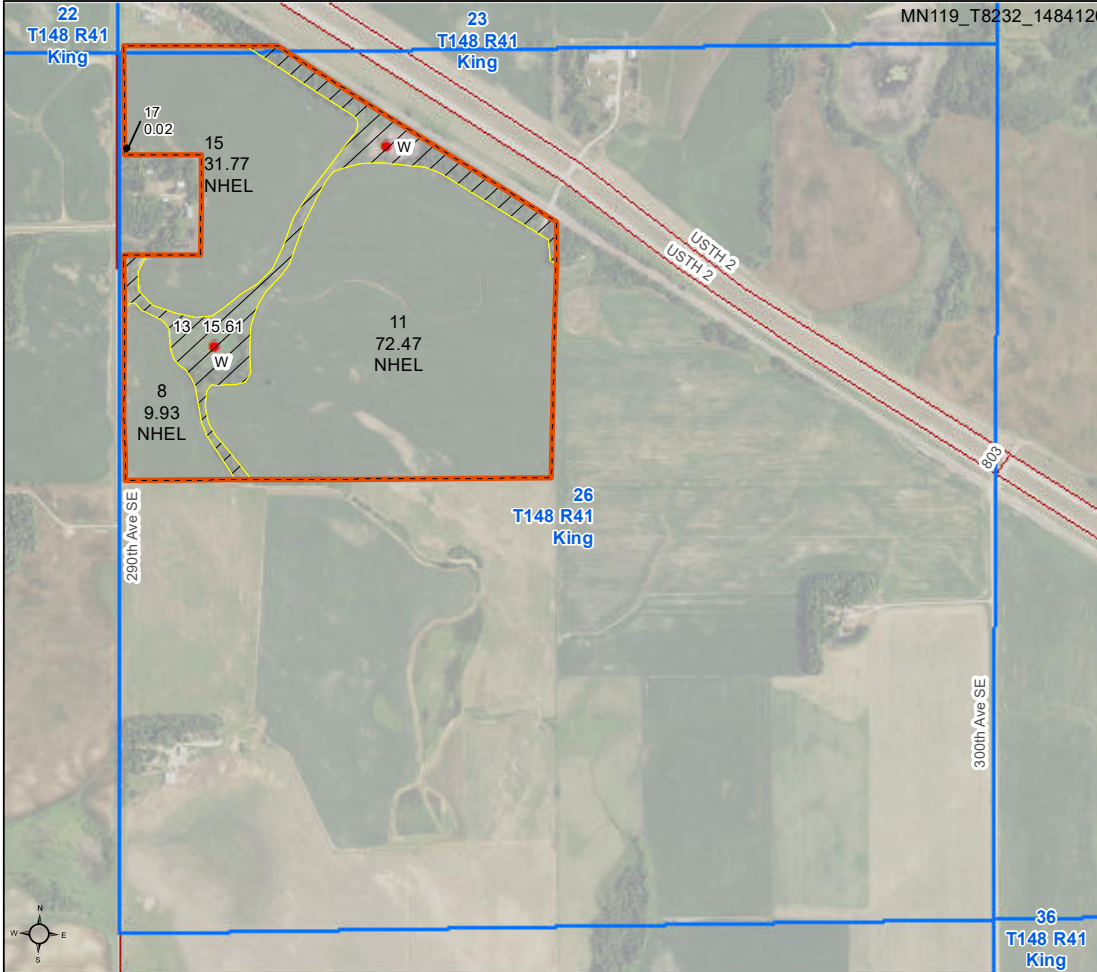 22
T148 R41
King
23
T148 R41
King
MN119_T8232_148412
17
0.02
15
31.77
NHEL
W
USTH 2
USTH 2
13 15.61
W
11
72.47
NHEL
8
9.93
NHEL
803
26
T148 R41
King
290th Ave SE
300th Ave SE
N
W E
S
36
T148 R41
King